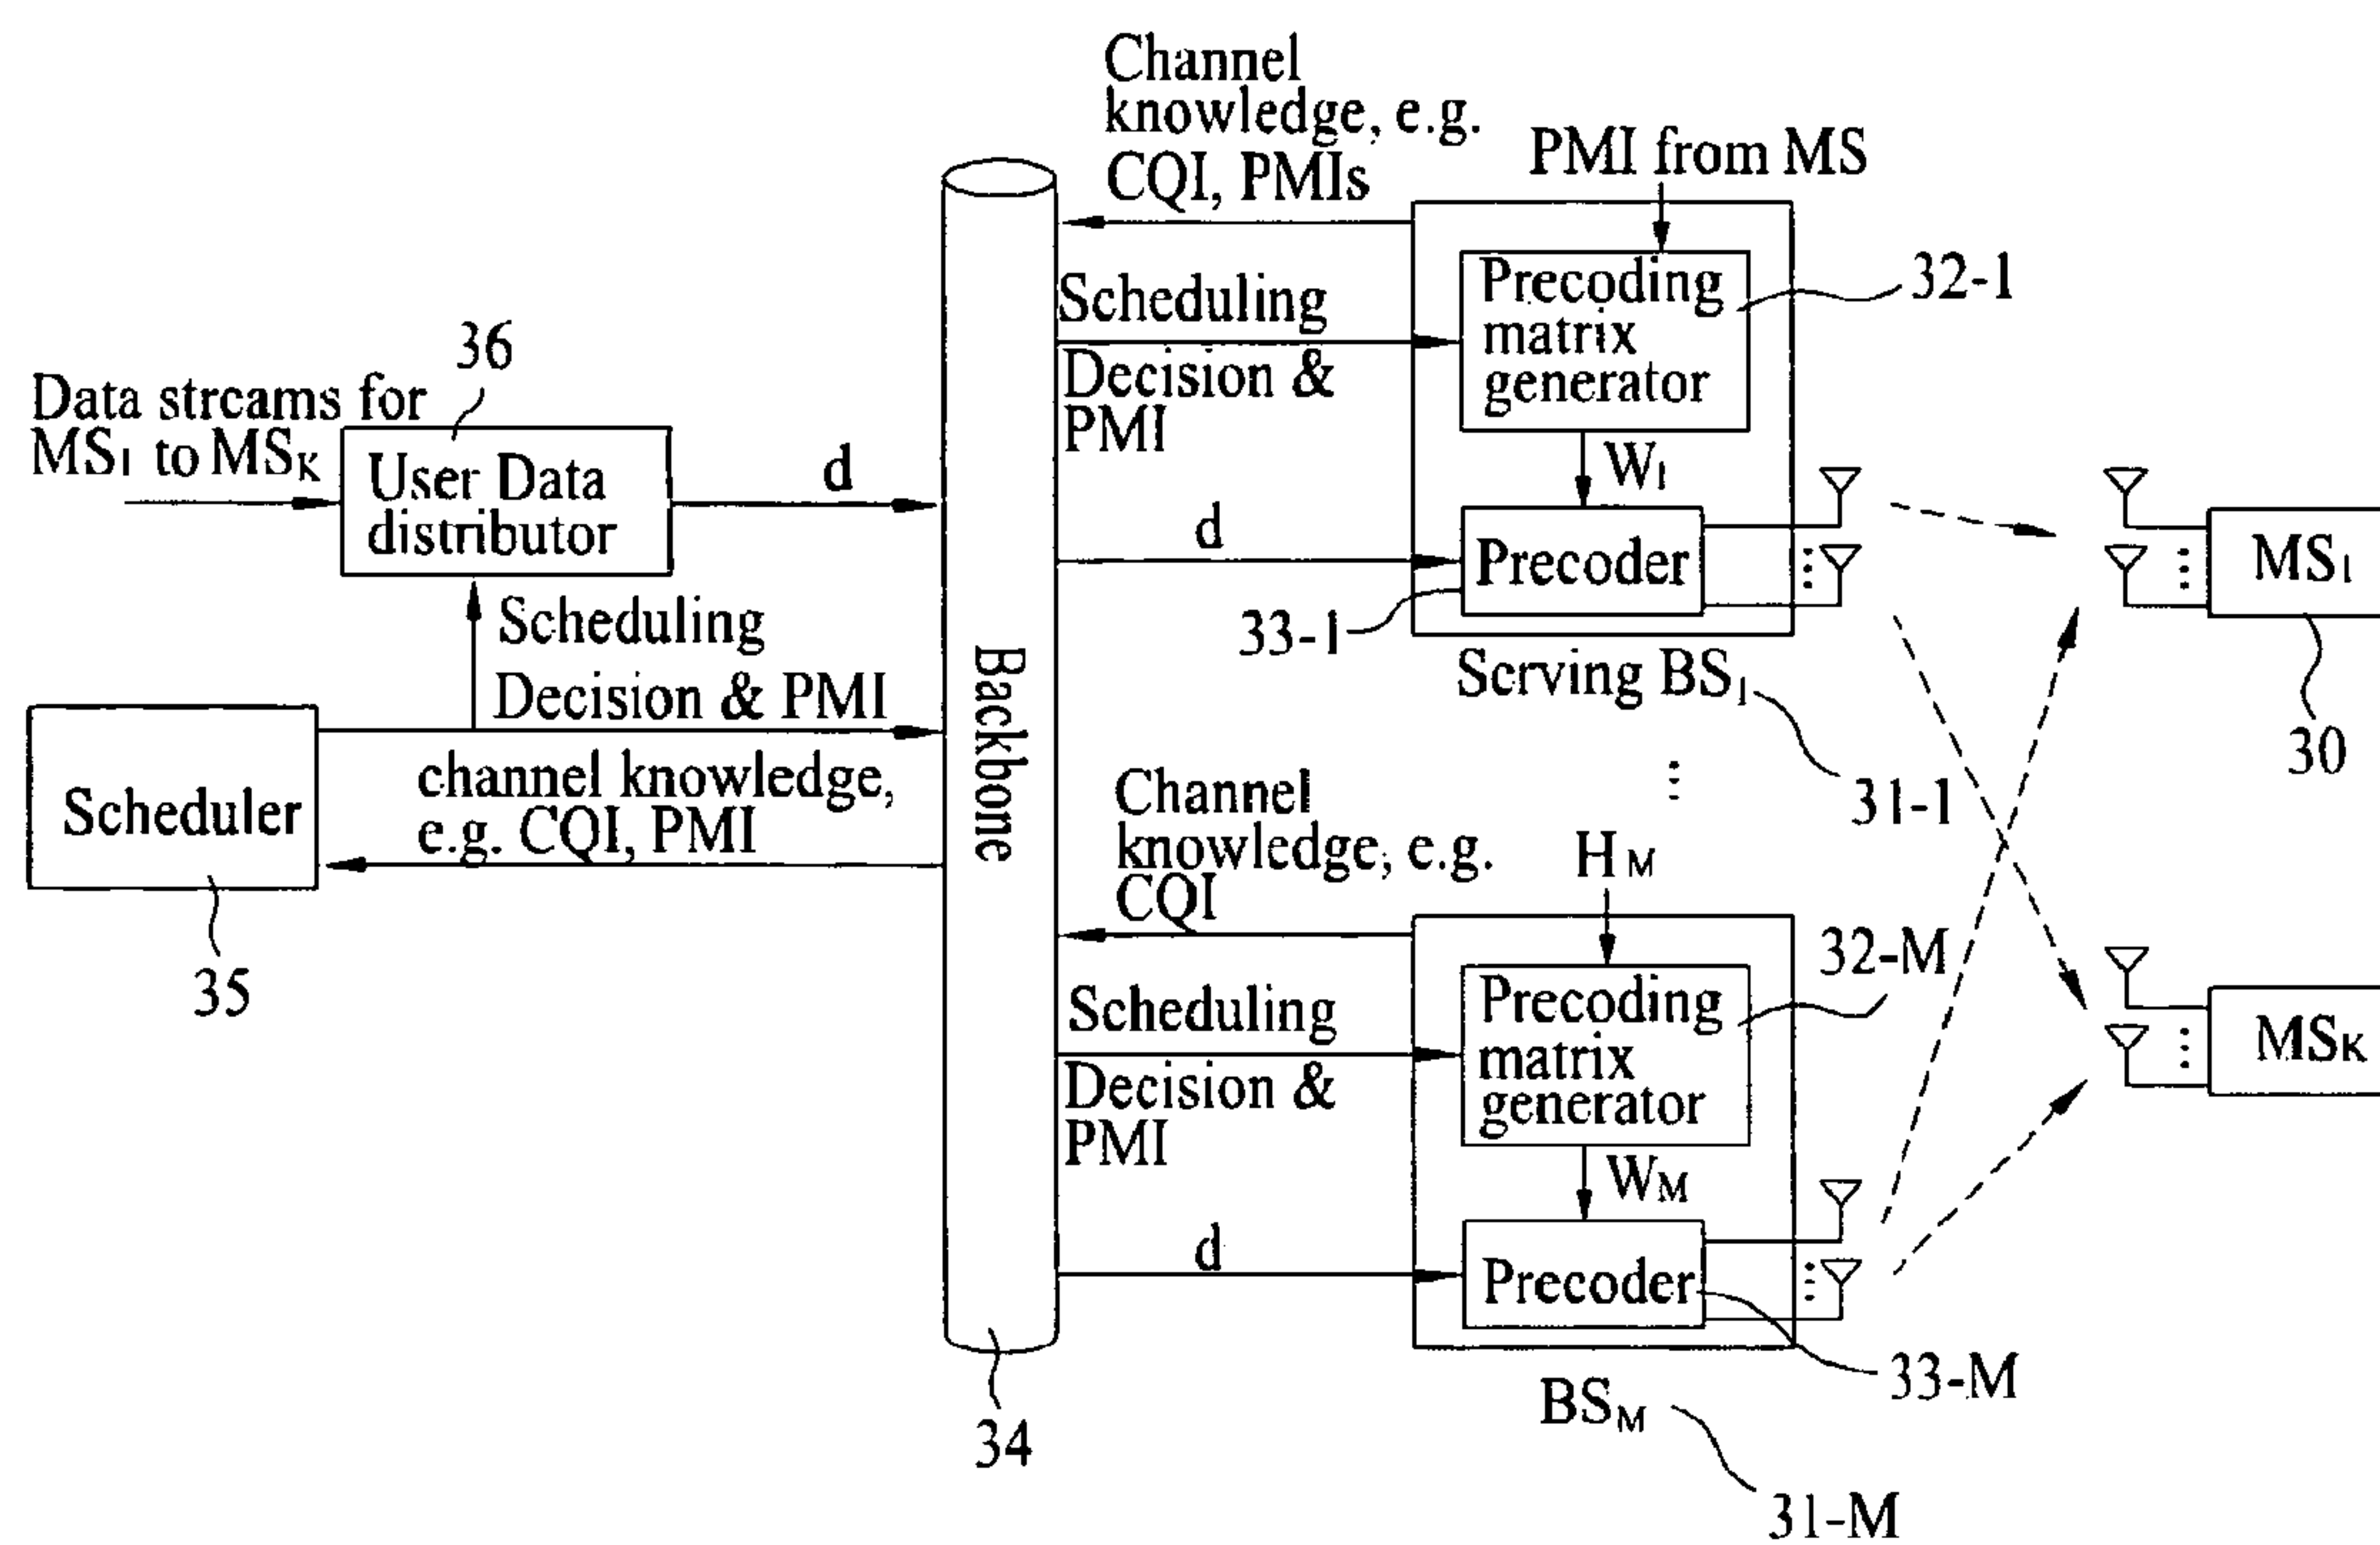 Channel
knowledge, e.g.
CQI, PMIs
PMI from MS
Precoding
matrix
generator
32-1
Scheduling
Decision &
PMI
36
Data streams for
MS1 to MSK
User Data
distributor
d
W1
d
Precoder
33-1
Serving BS1
31-1
MS1
30
Scheduling
Decision & PMI
Scheduler
channel knowledge,
e.g. CQI, PMI
35
Backbone
34
Channel
knowledge, e.g.
CQI
HM
32-M
Scheduling
Decision &
PMI
Precoding
matrix
generator
WM
d
Precoder
33-M
BSM
31-M
MSK